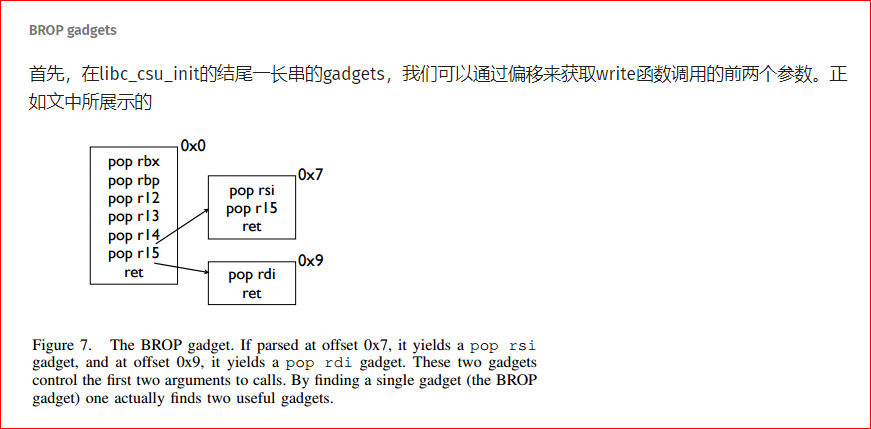 BROP gadgets
首先，在libc_csu_init的结尾一长串的gadgets，我们可以通过偏移来获取write函数调用的前两个参数。正
如文中所展示的
0x0
pop rbx
pop rbp
pop r12
pop r13
pop r14
pop r15
ret
0x7
pop rsi
pop r15
ret
0x9
pop rdi
ret
Figure 7. The BROP gadget. If parsed at offset 0x7, it yields a pop rsi
gadget, and at offset 0x9, it yields a pop rdi gadget. These two gadgets
control the first two arguments to calls. By finding a single gadget (the BROP
gadget) one actually finds two useful gadgets.